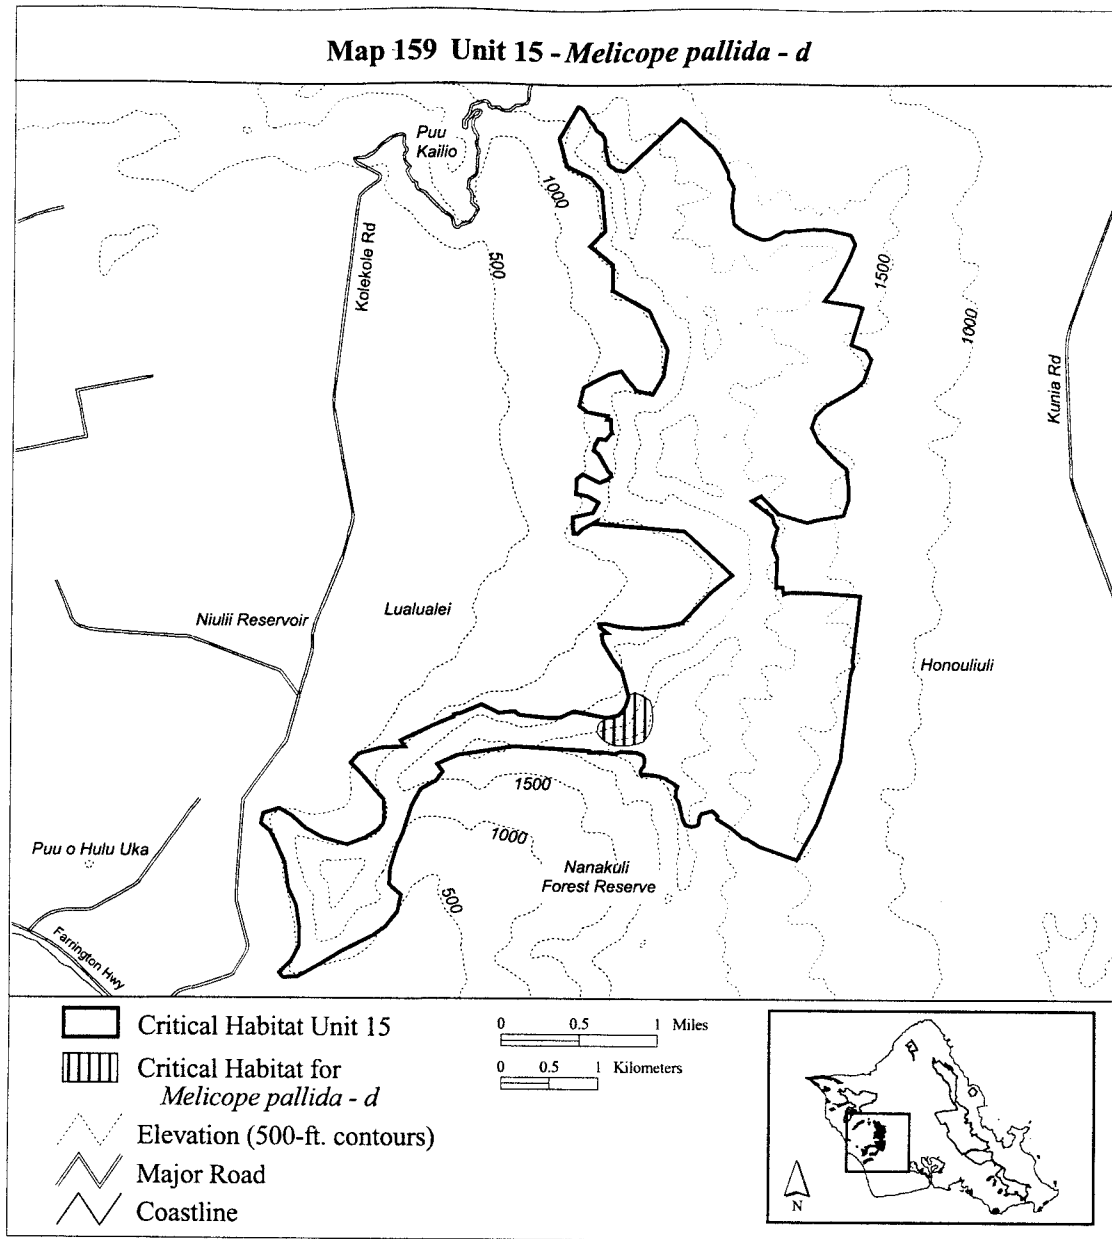 Map 159 Unit 15 - Melicope pallida - d
Puu
Kailio
1000
Kolekole Rd
500
1500
1000
Kunia Rd
Niulii Reservoir
Lualualei
Honouliuli
1500
1000
Puu o Hulu Uka
Nanakuli
Forest Reserve
500
Farrington Hwy
Critical Habitat Unit 15
Critical Habitat for
Melicope pallida - d
Elevation (500-ft. contours)
Major Road
Coastline
0 0.5 1 Miles
0 0.5 1 Kilometers
N